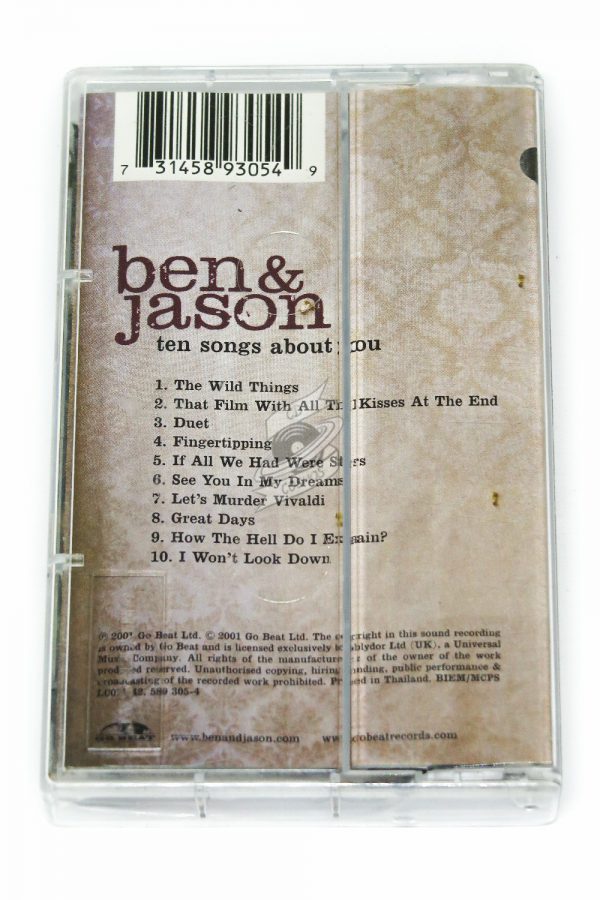 7 31458 93054 9
ben &
jason
ten songs about you
1. The Wild Things
2. That Film With All The Kisses At The End
3. Duet
4. Fingertipping
5. If All We Had Were Stars
6. See You In My Dreams
7. Let's Murder Vivaldi
8. Great Days
9. How The Hell Do I Explain?
10. I Won't Look Down
℗ 2001 Go Beat Ltd. © 2001 Go Beat Ltd. The copyright in this sound recording
is owned by Go Beat and is licensed exclusively to Polydor Ltd (UK), a Universal
Music Company. All rights of the manufacturer of the owner of the work
produced reserved. Unauthorised copying, hiring, lending, public performance &
broadcasting of the recorded work prohibited. Printed in Thailand. BIEM/MCPS
589 305-4
GO BEAT
www.benandjason.com
www.gobeatrecords.com